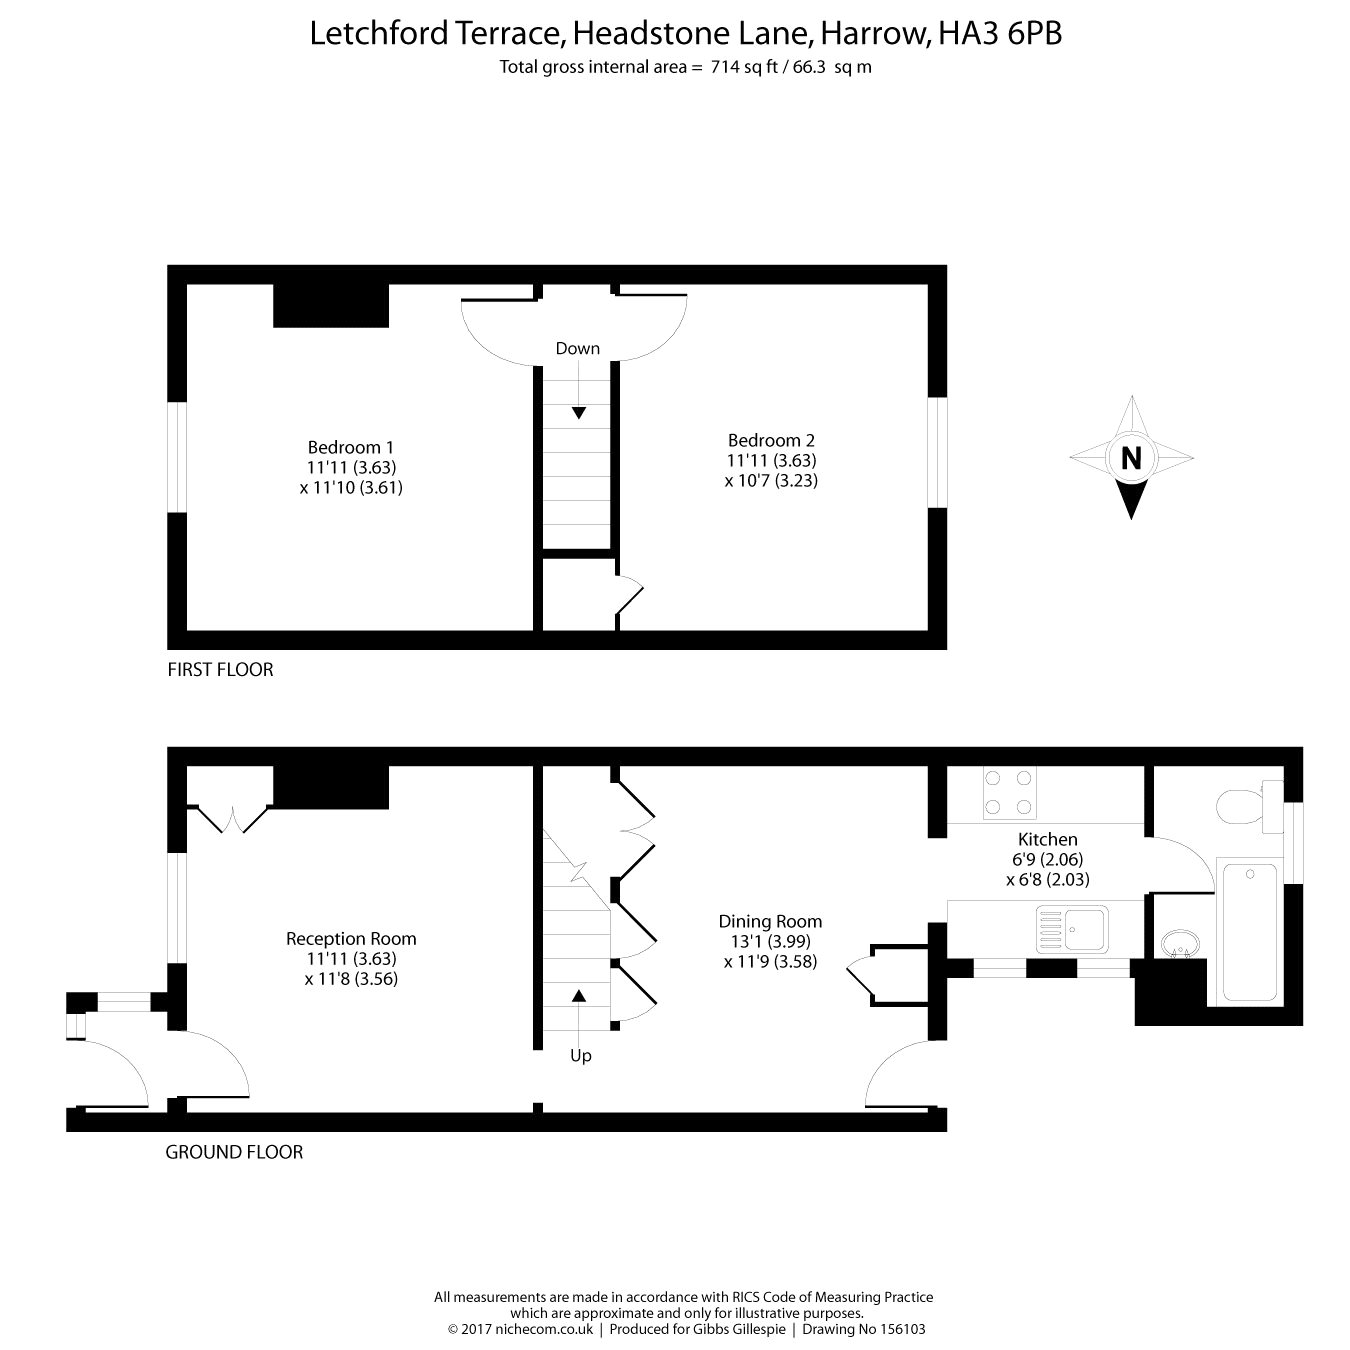 Letchford Terrace, Headstone Lane, Harrow, HA3 6PB
Total gross internal area = 714 sq ft / 66.3 sq m
Down
Bedroom 1
11'11 (3.63)
x 11'10 (3.61)
Bedroom 2
11'11 (3.63)
x 10'7 (3.23)
N
FIRST FLOOR
Kitchen
6'9 (2.06)
x 6'8 (2.03)
Dining Room
13'1 (3.99)
x 11'9 (3.58)
Reception Room
11'11 (3.63)
x 11'8 (3.56)
Up
GROUND FLOOR
All measurements are made in accordance with RICS Code of Measuring Practice
which are approximate and only for illustrative purposes.
© 2017 nichecom.co.uk | Produced for Gibbs Gillespie | Drawing No 156103